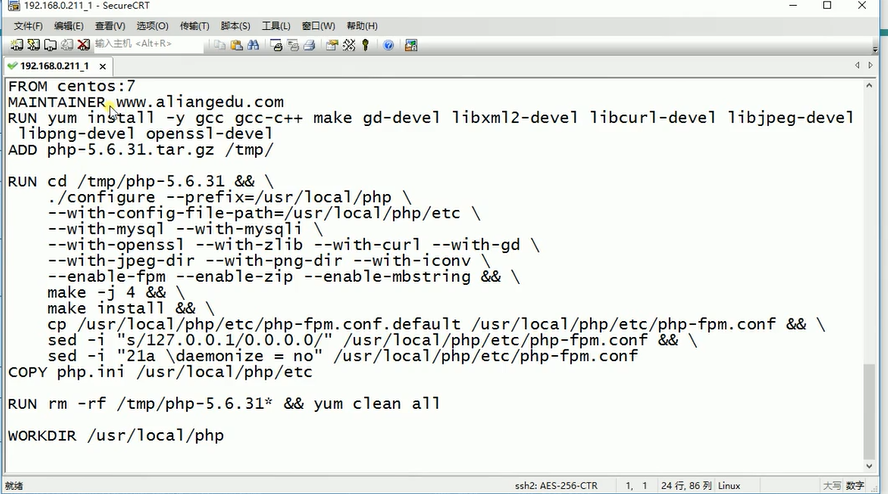 192.168.0.211_1 - SecureCRT
文件(F) 编辑(E) 查看(V) 选项(O) 传输(T) 脚本(S) 工具(L) 窗口(W) 帮助(H)
输入主机 <Alt+R>
192.168.0.211_1
FROM centos:7
MAINTAINER www.aliangedu.com
RUN yum install -y gcc gcc-c++ make gd-devel libxml2-devel libcurl-devel libjpeg-devel
libpng-devel openssl-devel
ADD php-5.6.31.tar.gz /tmp/
RUN cd /tmp/php-5.6.31 && \
./configure --prefix=/usr/local/php \
--with-config-file-path=/usr/local/php/etc \
--with-mysql --with-mysqli \
--with-openssl --with-zlib --with-curl --with-gd \
--with-jpeg-dir --with-png-dir --with-iconv \
--enable-fpm --enable-zip --enable-mbstring && \
make -j 4 && \
make install && \
cp /usr/local/php/etc/php-fpm.conf.default /usr/local/php/etc/php-fpm.conf && \
sed -i "s/127.0.0.1/0.0.0.0/" /usr/local/php/etc/php-fpm.conf && \
sed -i "21a \daemonize = no" /usr/local/php/etc/php-fpm.conf
COPY php.ini /usr/local/php/etc
RUN rm -rf /tmp/php-5.6.31* && yum clean all
WORKDIR /usr/local/php
就绪 ssh2: AES-256-CTR 1, 1 24 行, 86 列 Linux 大写 数字